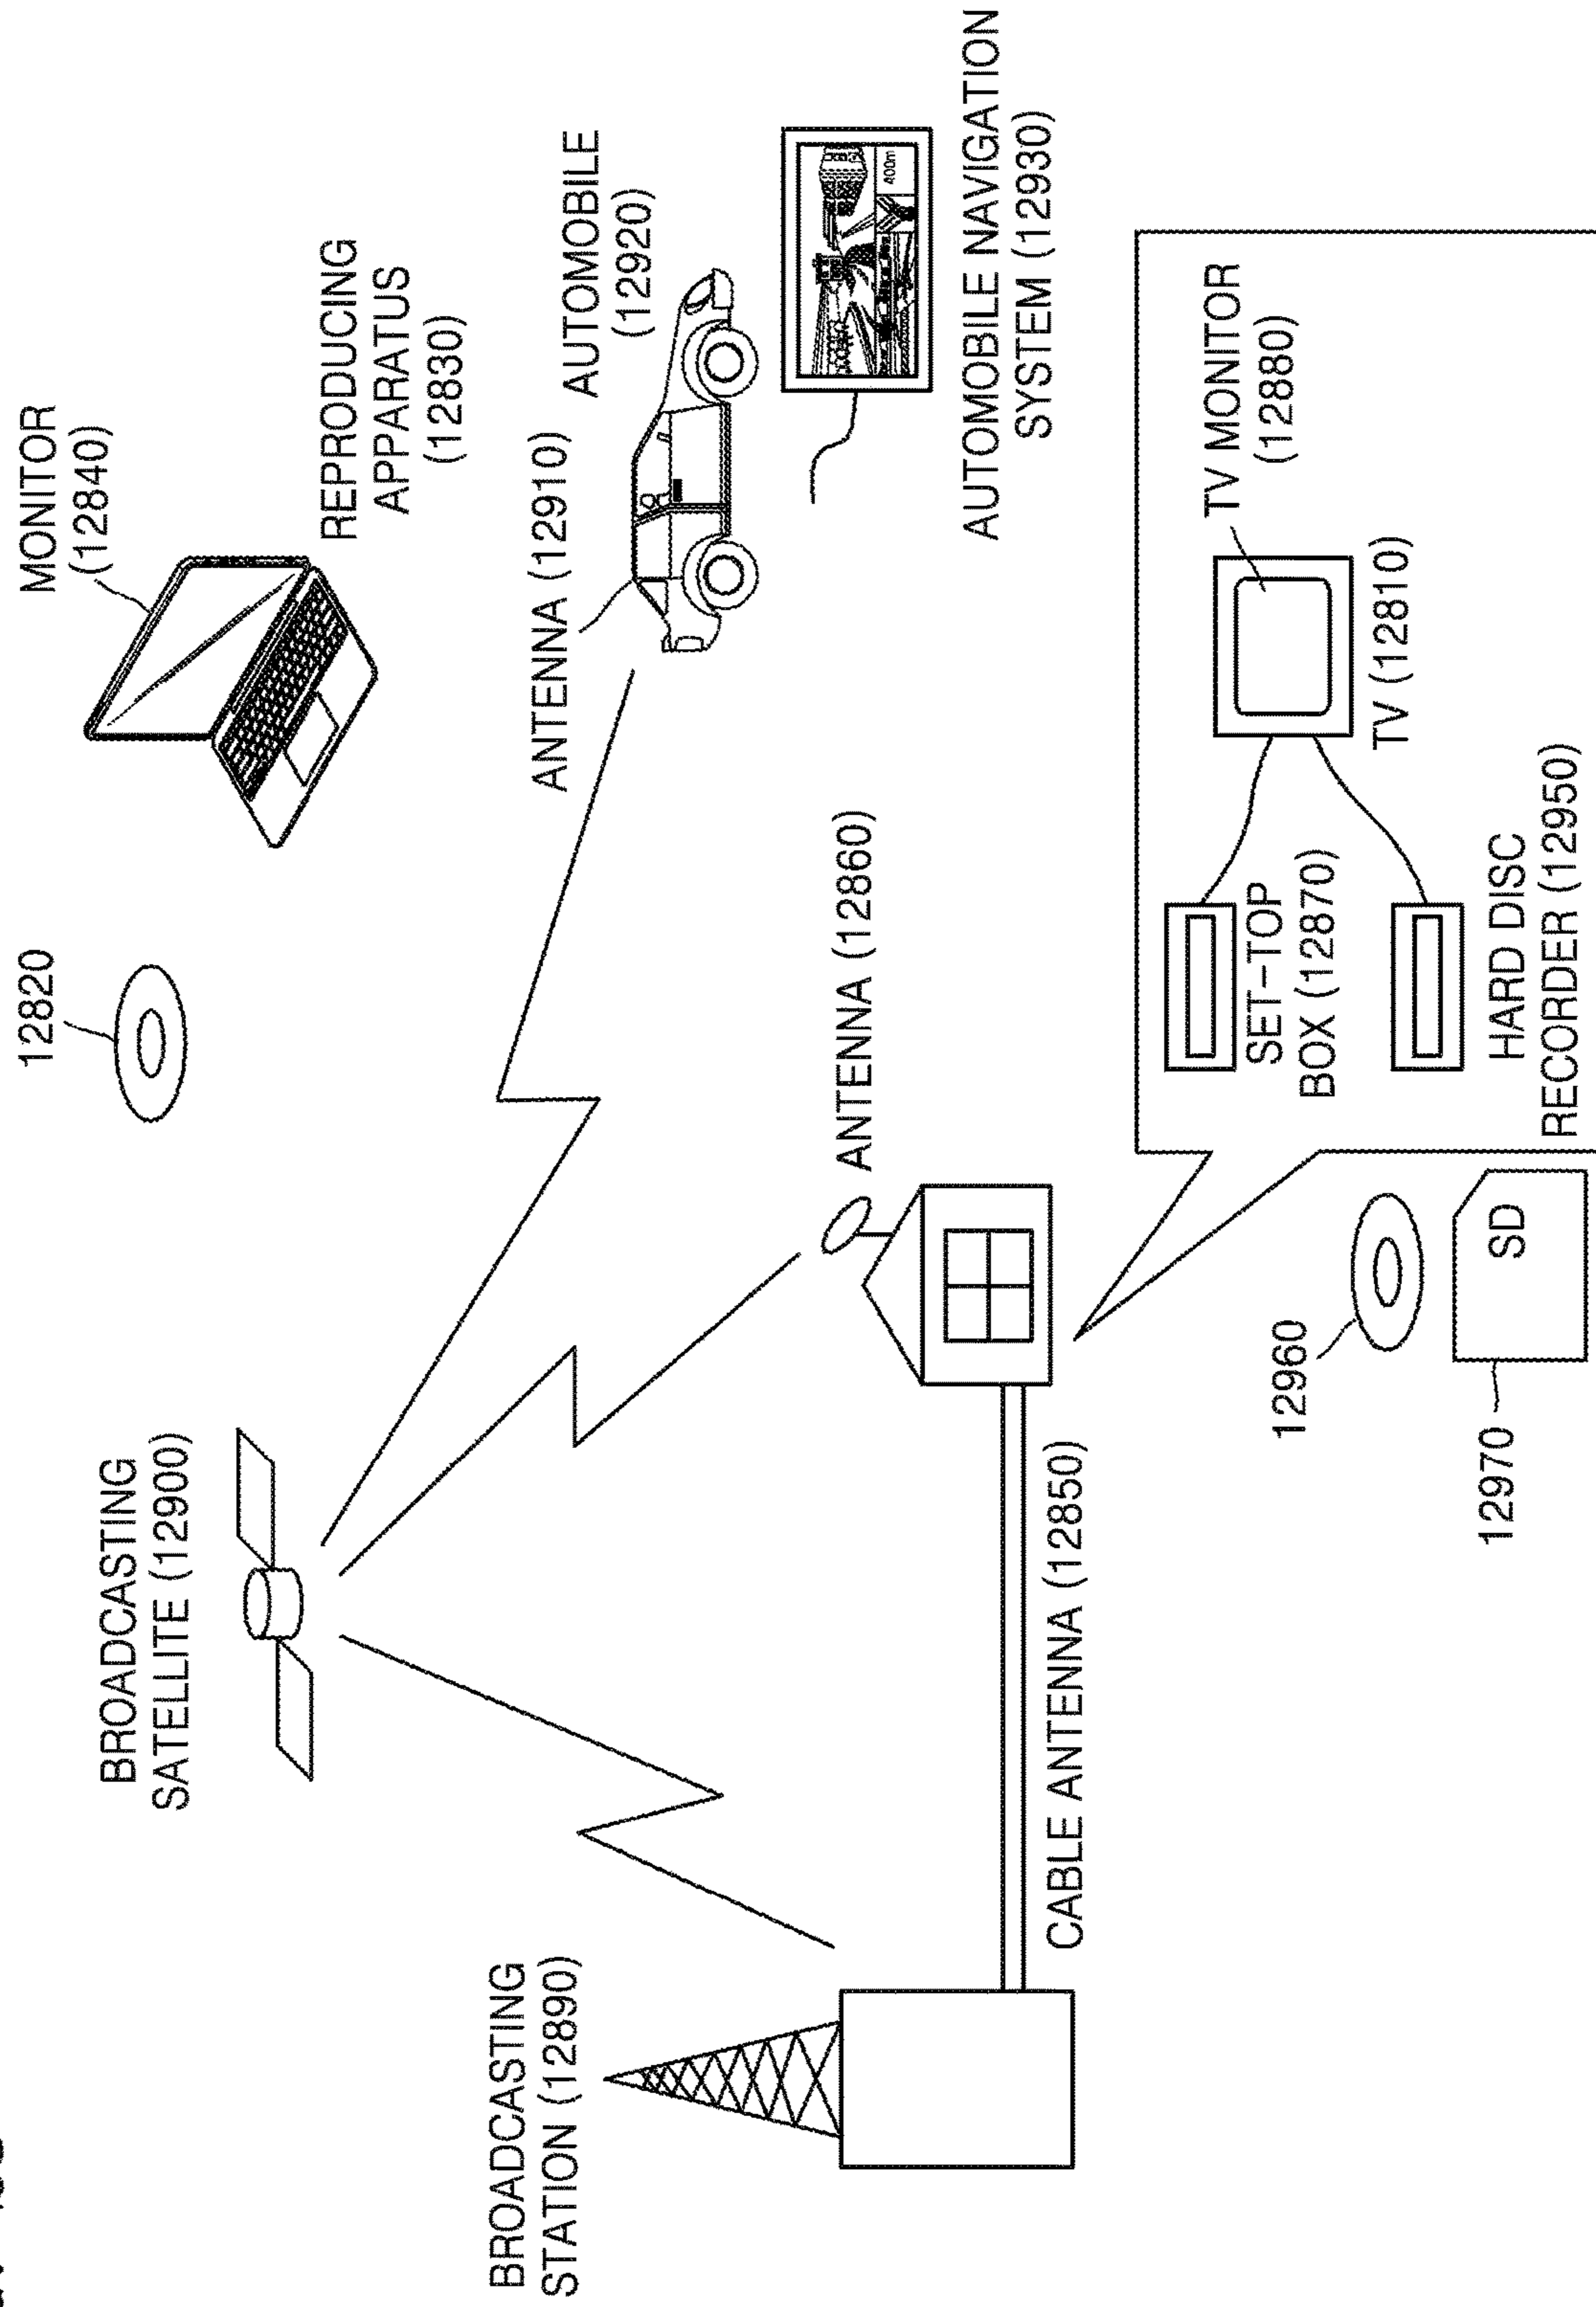 BROADCASTING
SATELLITE (12900)
12820
MONITOR
(12840)
REPRODUCING
APPARATUS
(12830)
BROADCASTING
STATION (12890)
ANTENNA (12910)
AUTOMOBILE
(12920)
ANTENNA (12860)
400m
AUTOMOBILE NAVIGATION
SYSTEM (12930)
CABLE ANTENNA (12850)
TV MONITOR
(12880)
SET-TOP
BOX (12870)
TV (12810)
12960
HARD DISC
RECORDER (12950)
12970
SD